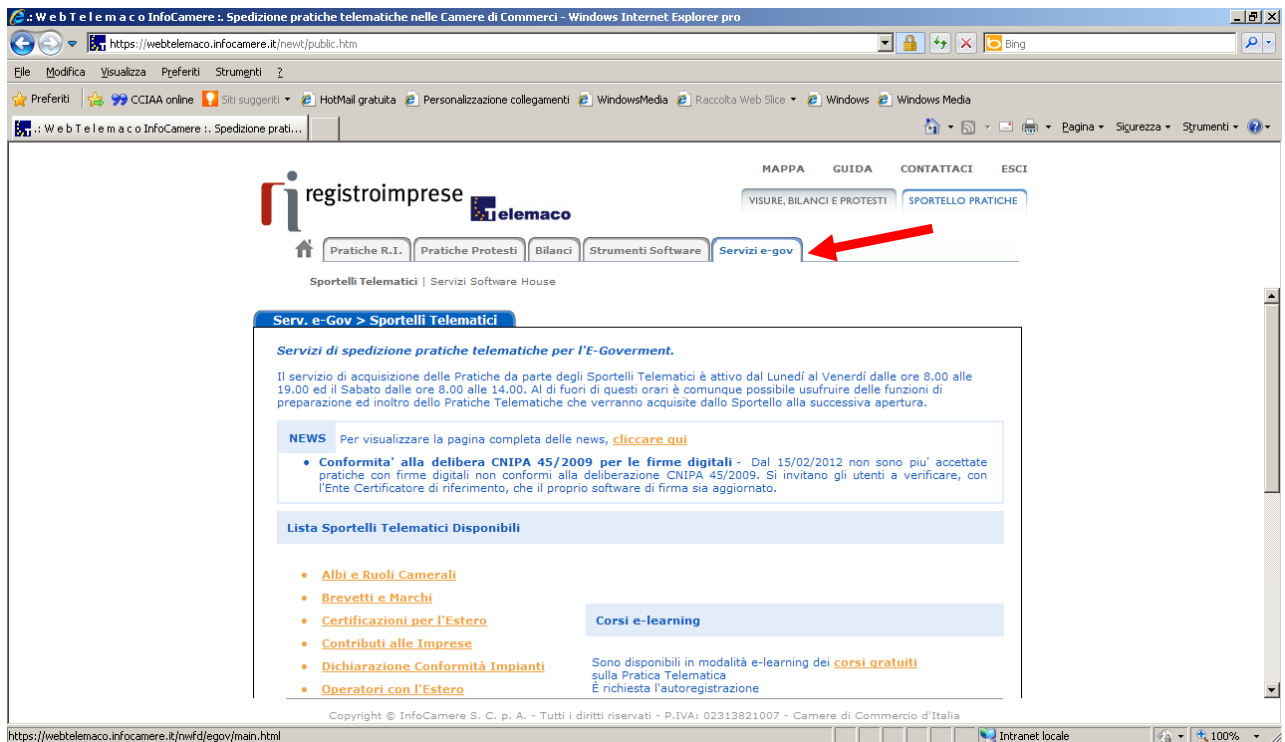 .: W e b T e l e m a c o InfoCamere :. Spedizione pratiche telematiche nelle Camere di Commerci - Windows Internet Explorer pro
https://webtelemaco.infocamere.it/newt/public.htm
Bing
File Modifica Visualizza Preferiti Strumenti ?
Preferiti CCIAA online Siti suggeriti HotMail gratuita Personalizzazione collegamenti WindowsMedia Raccolta Web Slice Windows Windows Media
.: W e b T e l e m a c o InfoCamere :. Spedizione prati...
Pagina Sicurezza Strumenti
MAPPA GUIDA CONTATTACI ESCI
registroimprese Telemaco
VISURE, BILANCI E PROTESTI SPORTELLO PRATICHE
Pratiche R.I. Pratiche Protesti Bilanci Strumenti Software Servizi e-gov
Sportelli Telematici | Servizi Software House
Serv. e-Gov > Sportelli Telematici
Servizi di spedizione pratiche telematiche per l'E-Goverment.
Il servizio di acquisizione delle Pratiche da parte degli Sportelli Telematici è attivo dal Lunedí al Venerdí dalle ore 8.00 alle
19.00 ed il Sabato dalle ore 8.00 alle 14.00. Al di fuori di questi orari è comunque possibile usufruire delle funzioni di
preparazione ed inoltro dello Pratiche Telematiche che verranno acquisite dallo Sportello alla successiva apertura.
NEWS Per visualizzare la pagina completa delle news, cliccare qui
• Conformita' alla delibera CNIPA 45/2009 per le firme digitali - Dal 15/02/2012 non sono piu' accettate
pratiche con firme digitali non conformi alla deliberazione CNIPA 45/2009. Si invitano gli utenti a verificare, con
l'Ente Certificatore di riferimento, che il proprio software di firma sia aggiornato.
Lista Sportelli Telematici Disponibili
• Albi e Ruoli Camerali
• Brevetti e Marchi
• Certificazioni per l'Estero
• Contributi alle Imprese
• Dichiarazione Conformità Impianti
• Operatori con l'Estero
Corsi e-learning
Sono disponibili in modalità e-learning dei corsi gratuiti
sulla Pratica Telematica
È richiesta l'autoregistrazione
Copyright © InfoCamere S. C. p. A. - Tutti i diritti riservati - P.IVA: 02313821007 - Camere di Commercio d'Italia
https://webtelemaco.infocamere.it/nwfd/egov/main.html Intranet locale 100%